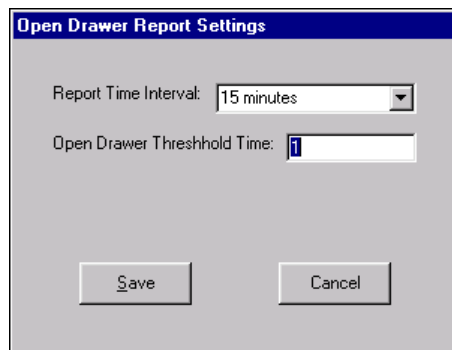 Open Drawer Report Settings
Report Time Interval: 15 minutes
Open Drawer Threshhold Time: 1
Save Cancel